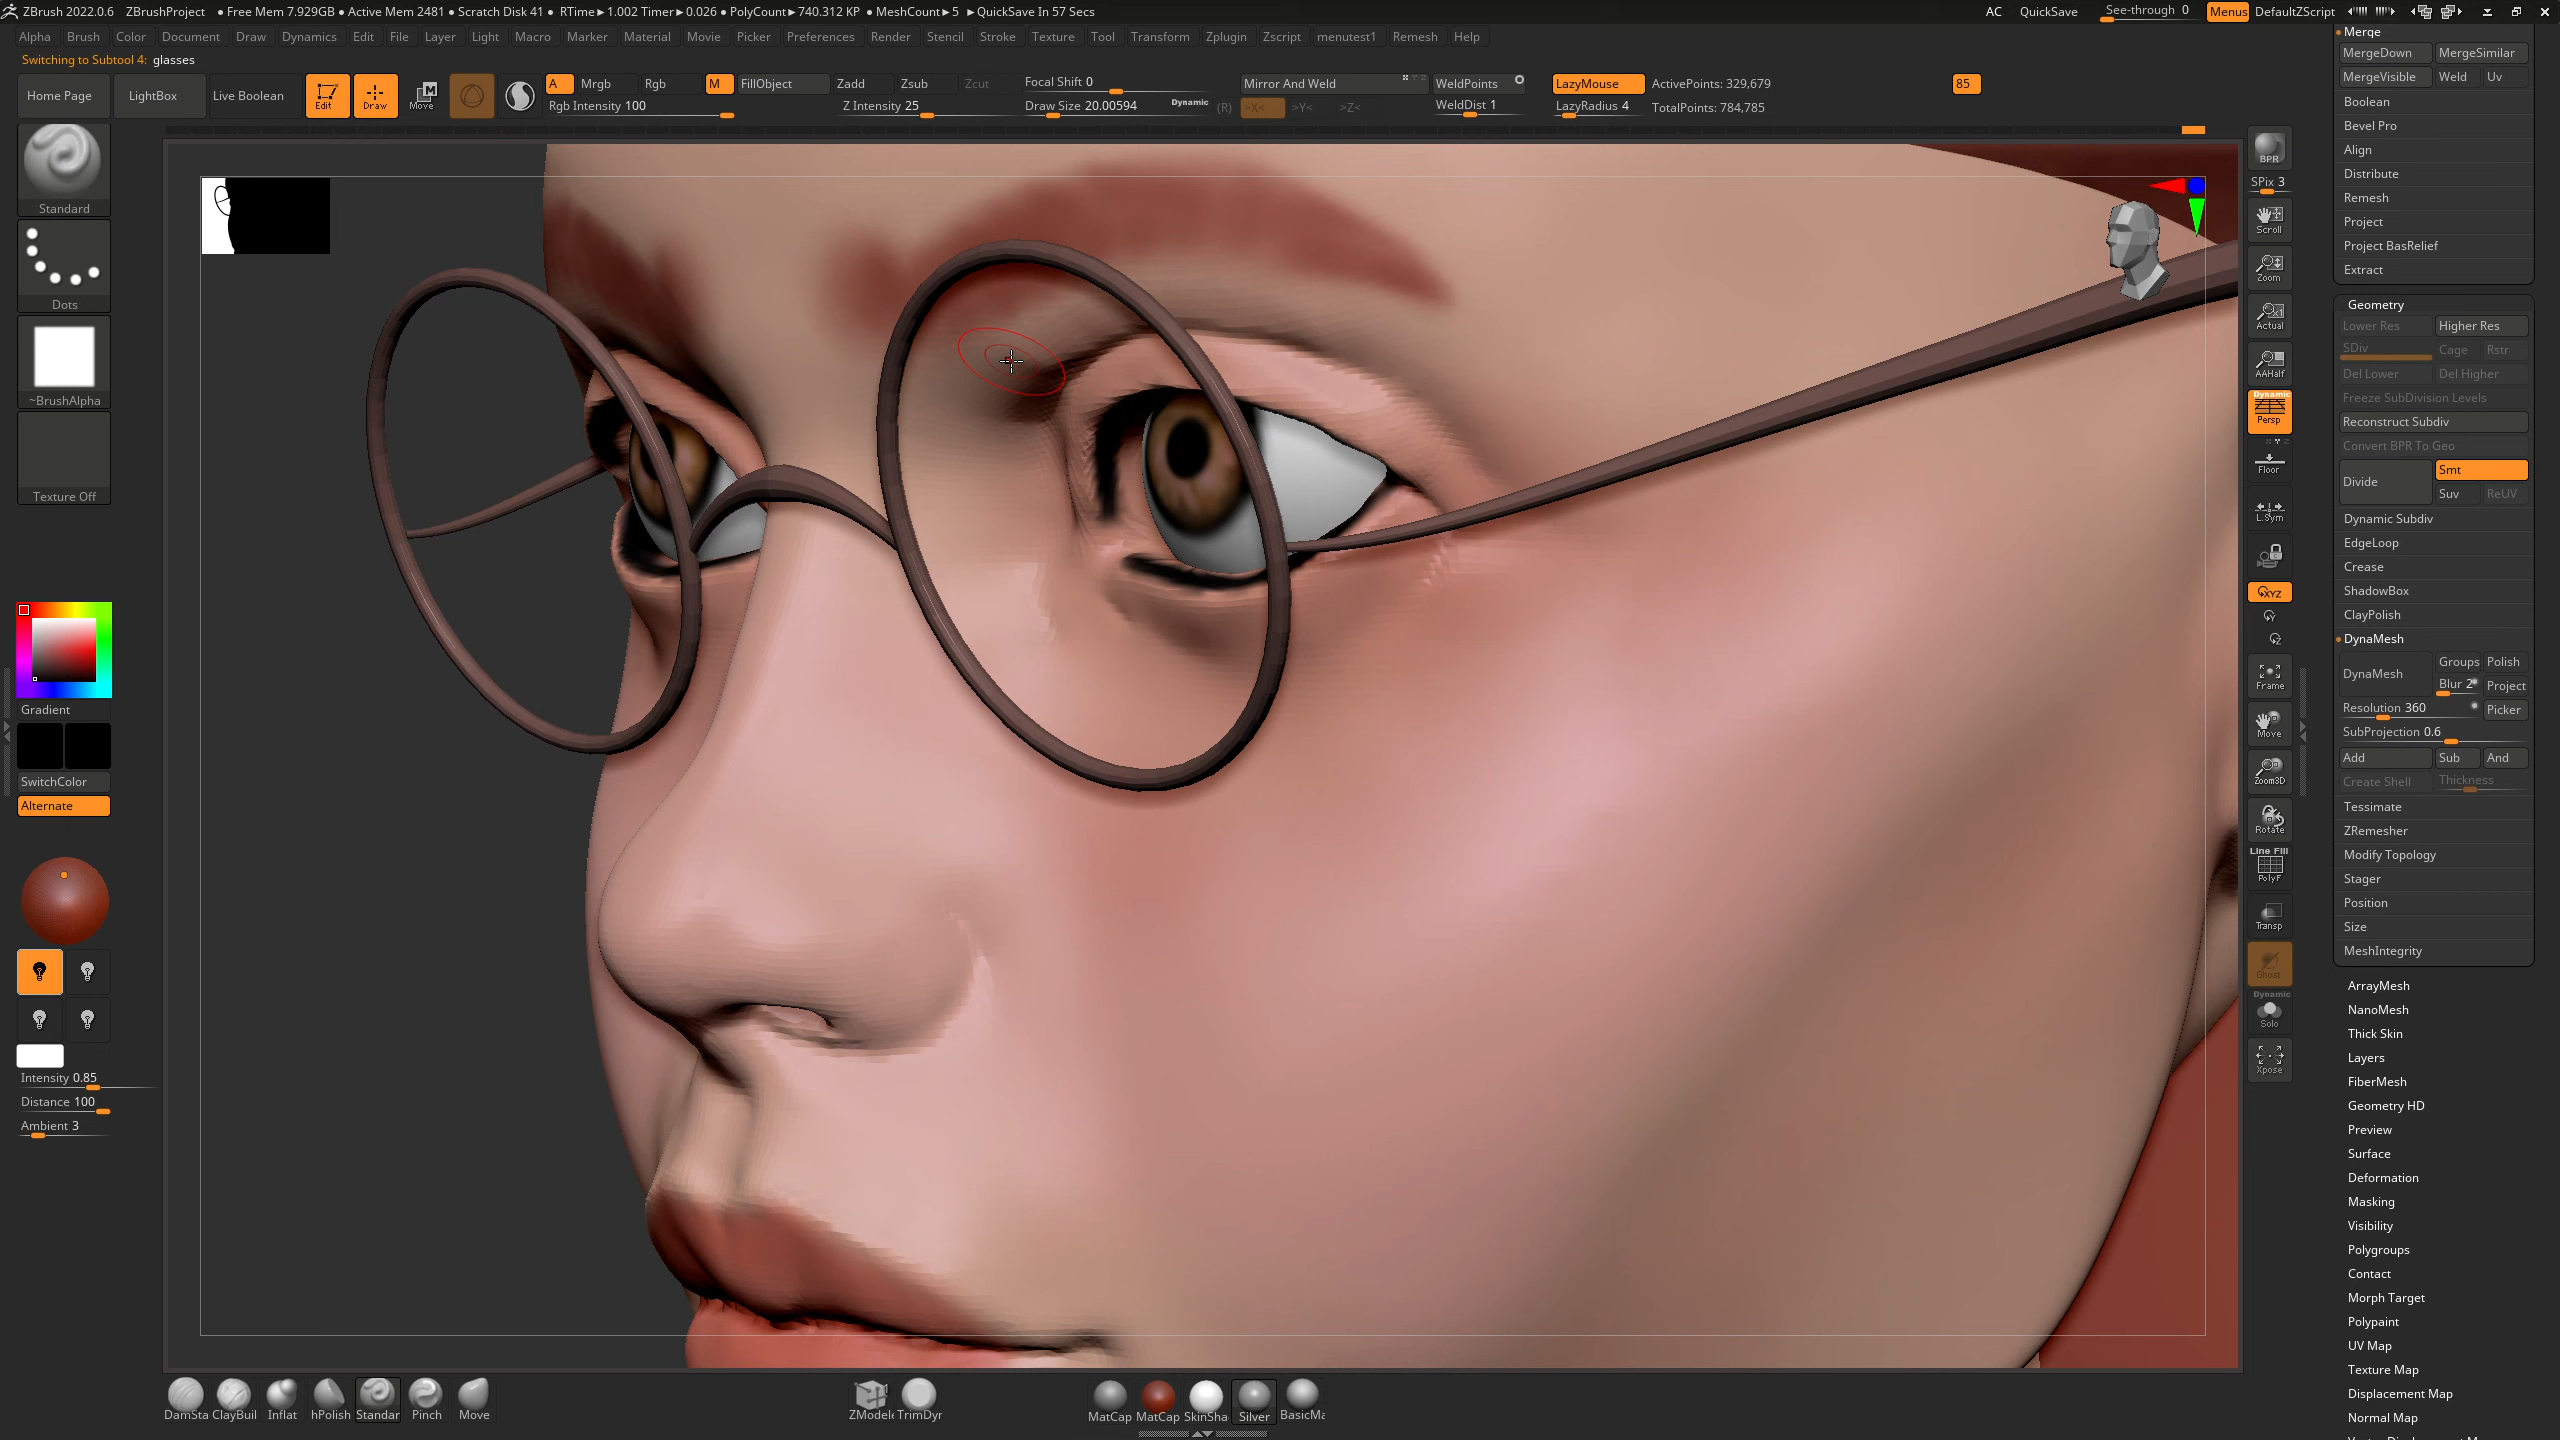 ZBrush 2022.0.6 ZBrushProject ● Free Mem 7.929GB ● Active Mem 2481 ● Scratch Disk 41 ● RTime►1.002 Timer►0.026 ● PolyCount►740.312 KP ● MeshCount►5 ►QuickSave In 57 Secs AC QuickSave See-through 0 Menus DefaultZScript
Alpha Brush Color Document Draw Dynamics Edit File Layer Light Macro Marker Material Movie Picker Preferences Render Stencil Stroke Texture Tool Transform Zplugin Zscript menutest1 Remesh Help
Switching to Subtool 4: glasses
Home Page LightBox Live Boolean Edit Draw Move
A Mrgb Rgb M FillObject Zadd Zsub Zcut
Rgb Intensity 100 Z Intensity 25
Focal Shift 0
Draw Size 20.00594 Dynamic
Mirror And Weld WeldPoints
(R) >X< >Y< >Z< WeldDist 1
LazyMouse ActivePoints: 329,679 85
LazyRadius 4 TotalPoints: 784,785
Standard
Dots
~BrushAlpha
Texture Off
Gradient
SwitchColor
Alternate
Intensity 0.85
Distance 100
Ambient 3
BPR
SPix 3
Scroll
Zoom
Actual
AAHalf
Dynamic
Persp
Floor
L.Sym
XYZ
Frame
Move
Zoom3D
Rotate
Line Fill
PolyF
Transp
Ghost
Dynamic
Solo
Xpose
Merge
MergeDown MergeSimilar
MergeVisible Weld Uv
Boolean
Bevel Pro
Align
Distribute
Remesh
Project
Project BasRelief
Extract
Geometry
Lower Res Higher Res
SDiv Cage Rstr
Del Lower Del Higher
Freeze SubDivision Levels
Reconstruct Subdiv
Convert BPR To Geo
Divide Smt
Suv ReUV
Dynamic Subdiv
EdgeLoop
Crease
ShadowBox
ClayPolish
DynaMesh
DynaMesh Groups Polish
Blur 2 Project
Resolution 360 Picker
SubProjection 0.6
Add Sub And
Create Shell Thickness
Tessimate
ZRemesher
Modify Topology
Stager
Position
Size
MeshIntegrity
ArrayMesh
NanoMesh
Thick Skin
Layers
FiberMesh
Geometry HD
Preview
Surface
Deformation
Masking
Visibility
Polygroups
Contact
Morph Target
Polypaint
UV Map
Texture Map
Displacement Map
Normal Map
DamSta ClayBuil Inflat hPolish Standar Pinch Move ZModele TrimDyr MatCap MatCap SkinSha Silver BasicMa